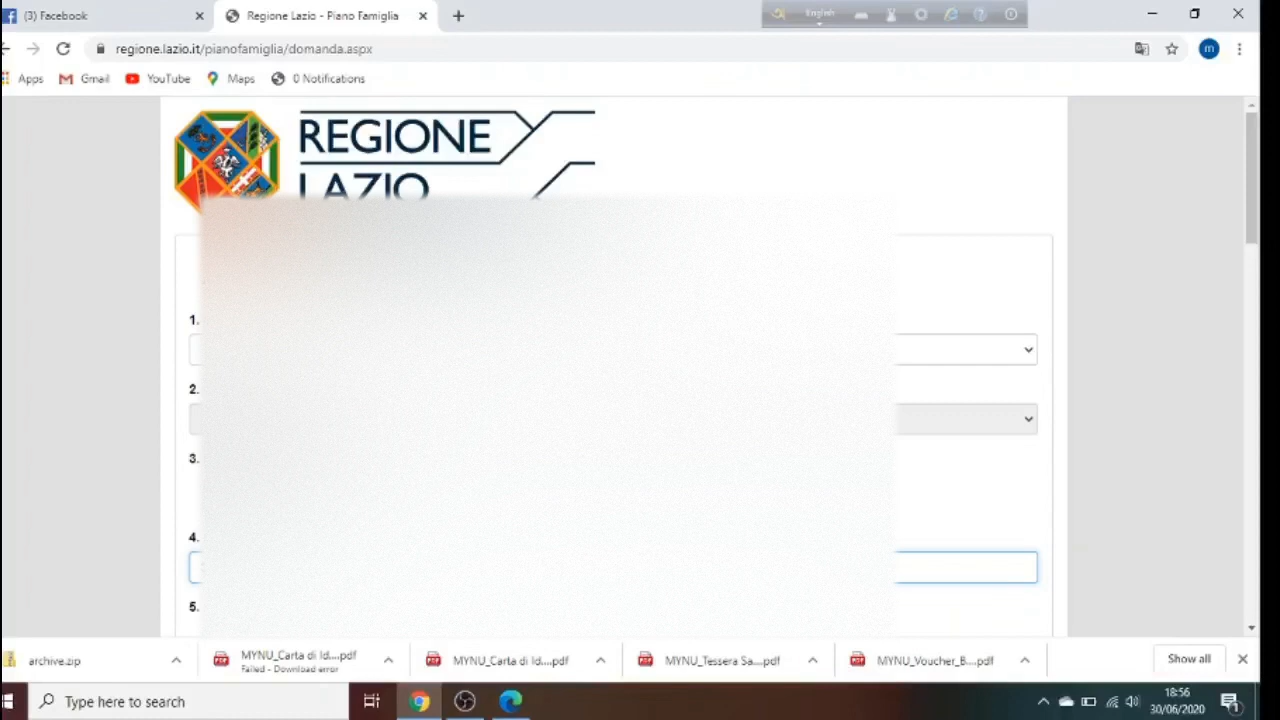 (3) Facebook
Regione Lazio - Piano Famiglia
English
regione.lazio.it/pianofamiglia/domanda.aspx
m
Apps
Gmail
YouTube
Maps
0 Notifications
REGIONE
LAZIO
1.
2.
3.
4.
5.
archive.zip
MYNU_Carta di Id....pdf
Failed - Download error
MYNU_Carta di Id....pdf
MYNU_Tessera Sa....pdf
MYNU_Voucher_B....pdf
Show all
Type here to search
18:56
30/06/2020
1